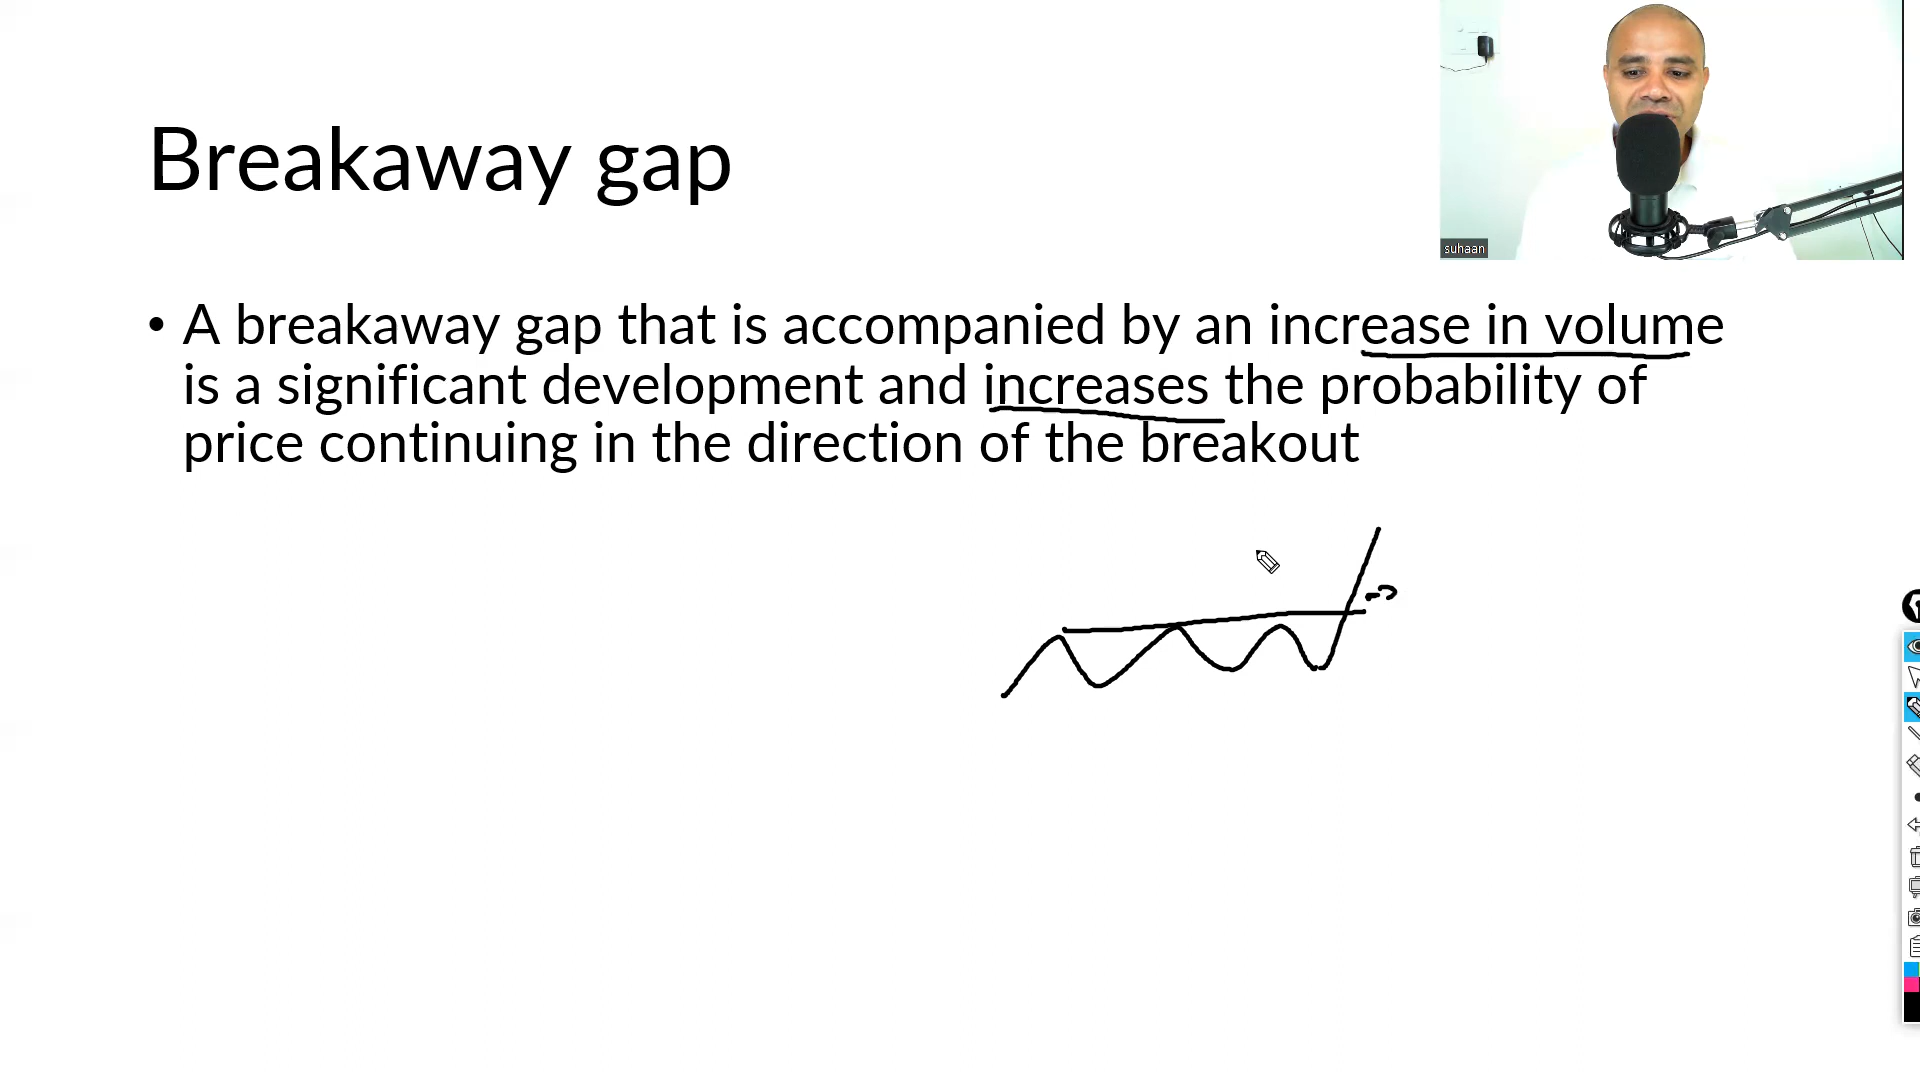 Breakaway gap
suhaan
• A breakaway gap that is accompanied by an increase in volume
is a significant development and increases the probability of
price continuing in the direction of the breakout